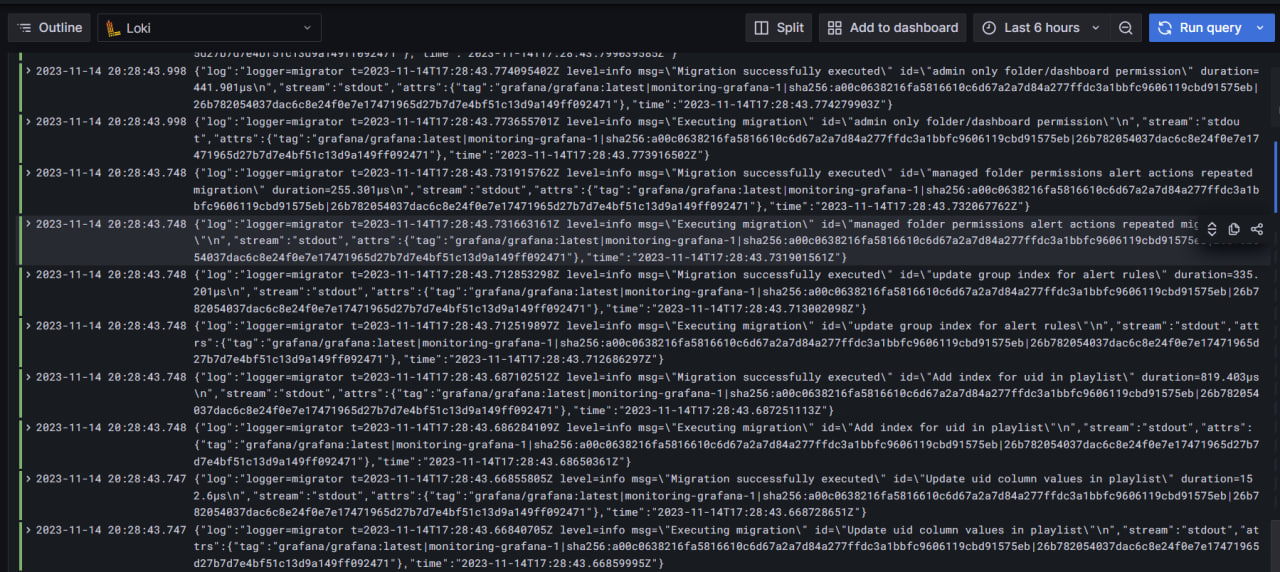 Outline
Loki
Split
Add to dashboard
Last 6 hours
Run query
2023-11-14 20:28:43.998 {"log":"logger=migrator t=2023-11-14T17:28:43.774095402Z level=info msg=\"Migration successfully executed\" id=\"admin only folder/dashboard permission\" duration=
441.901µs\n","stream":"stdout","attrs":{"tag":"grafana/grafana:latest|monitoring-grafana-1|sha256:a00c0638216fa5816610c6d67a2a7d84a277ffdc3a1bbfc9606119cbd91575eb|
26b782054037dac6c8e24f0e7e17471965d27b7d7e4bf51c13d9a149ff092471"},"time":"2023-11-14T17:28:43.774279903Z"}
2023-11-14 20:28:43.998 {"log":"logger=migrator t=2023-11-14T17:28:43.773655701Z level=info msg=\"Executing migration\" id=\"admin only folder/dashboard permission\"\n","stream":"stdou
t","attrs":{"tag":"grafana/grafana:latest|monitoring-grafana-1|sha256:a00c0638216fa5816610c6d67a2a7d84a277ffdc3a1bbfc9606119cbd91575eb|26b782054037dac6c8e24f0e7e17
471965d27b7d7e4bf51c13d9a149ff092471"},"time":"2023-11-14T17:28:43.773916502Z"}
2023-11-14 20:28:43.748 {"log":"logger=migrator t=2023-11-14T17:28:43.731915762Z level=info msg=\"Migration successfully executed\" id=\"managed folder permissions alert actions repeated
migration\" duration=255.301µs\n","stream":"stdout","attrs":{"tag":"grafana/grafana:latest|monitoring-grafana-1|sha256:a00c0638216fa5816610c6d67a2a7d84a277ffdc3a1b
bfc9606119cbd91575eb|26b782054037dac6c8e24f0e7e17471965d27b7d7e4bf51c13d9a149ff092471"},"time":"2023-11-14T17:28:43.732067762Z"}
2023-11-14 20:28:43.748 {"log":"logger=migrator t=2023-11-14T17:28:43.731663161Z level=info msg=\"Executing migration\" id=\"managed folder permissions alert actions repeated mig
\"\n","stream":"stdout","attrs":{"tag":"grafana/grafana:latest|monitoring-grafana-1|sha256:a00c0638216fa5816610c6d67a2a7d84a277ffdc3a1bbfc9606119cbd91575e
54037dac6c8e24f0e7e17471965d27b7d7e4bf51c13d9a149ff092471"},"time":"2023-11-14T17:28:43.731901561Z"}
2023-11-14 20:28:43.748 {"log":"logger=migrator t=2023-11-14T17:28:43.712853298Z level=info msg=\"Migration successfully executed\" id=\"update group index for alert rules\" duration=335.
201µs\n","stream":"stdout","attrs":{"tag":"grafana/grafana:latest|monitoring-grafana-1|sha256:a00c0638216fa5816610c6d67a2a7d84a277ffdc3a1bbfc9606119cbd91575eb|26b7
82054037dac6c8e24f0e7e17471965d27b7d7e4bf51c13d9a149ff092471"},"time":"2023-11-14T17:28:43.713002098Z"}
2023-11-14 20:28:43.748 {"log":"logger=migrator t=2023-11-14T17:28:43.712519897Z level=info msg=\"Executing migration\" id=\"update group index for alert rules\"\n","stream":"stdout","att
rs":{"tag":"grafana/grafana:latest|monitoring-grafana-1|sha256:a00c0638216fa5816610c6d67a2a7d84a277ffdc3a1bbfc9606119cbd91575eb|26b782054037dac6c8e24f0e7e17471965d
27b7d7e4bf51c13d9a149ff092471"},"time":"2023-11-14T17:28:43.712686297Z"}
2023-11-14 20:28:43.748 {"log":"logger=migrator t=2023-11-14T17:28:43.687102512Z level=info msg=\"Migration successfully executed\" id=\"Add index for uid in playlist\" duration=819.403µs
\n","stream":"stdout","attrs":{"tag":"grafana/grafana:latest|monitoring-grafana-1|sha256:a00c0638216fa5816610c6d67a2a7d84a277ffdc3a1bbfc9606119cbd91575eb|26b782054
037dac6c8e24f0e7e17471965d27b7d7e4bf51c13d9a149ff092471"},"time":"2023-11-14T17:28:43.687251113Z"}
2023-11-14 20:28:43.748 {"log":"logger=migrator t=2023-11-14T17:28:43.686284109Z level=info msg=\"Executing migration\" id=\"Add index for uid in playlist\"\n","stream":"stdout","attrs":
{"tag":"grafana/grafana:latest|monitoring-grafana-1|sha256:a00c0638216fa5816610c6d67a2a7d84a277ffdc3a1bbfc9606119cbd91575eb|26b782054037dac6c8e24f0e7e17471965d27b7
d7e4bf51c13d9a149ff092471"},"time":"2023-11-14T17:28:43.68650361Z"}
2023-11-14 20:28:43.747 {"log":"logger=migrator t=2023-11-14T17:28:43.66855805Z level=info msg=\"Migration successfully executed\" id=\"Update uid column values in playlist\" duration=15
2.6µs\n","stream":"stdout","attrs":{"tag":"grafana/grafana:latest|monitoring-grafana-1|sha256:a00c0638216fa5816610c6d67a2a7d84a277ffdc3a1bbfc9606119cbd91575eb|26b7
82054037dac6c8e24f0e7e17471965d27b7d7e4bf51c13d9a149ff092471"},"time":"2023-11-14T17:28:43.668728651Z"}
2023-11-14 20:28:43.747 {"log":"logger=migrator t=2023-11-14T17:28:43.66840705Z level=info msg=\"Executing migration\" id=\"Update uid column values in playlist\"\n","stream":"stdout","at
trs":{"tag":"grafana/grafana:latest|monitoring-grafana-1|sha256:a00c0638216fa5816610c6d67a2a7d84a277ffdc3a1bbfc9606119cbd91575eb|26b782054037dac6c8e24f0e7e17471965
d27b7d7e4bf51c13d9a149ff092471"},"time":"2023-11-14T17:28:43.66859995Z"}